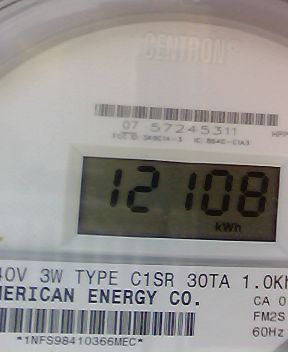 CENTRON®
07 57245311
12108
kWh
40V 3W TYPE C1SR 30TA 1.0Kh
MERICAN ENERGY CO.
CA 0
FM2S
60Hz
*1NFS98410366MEC*